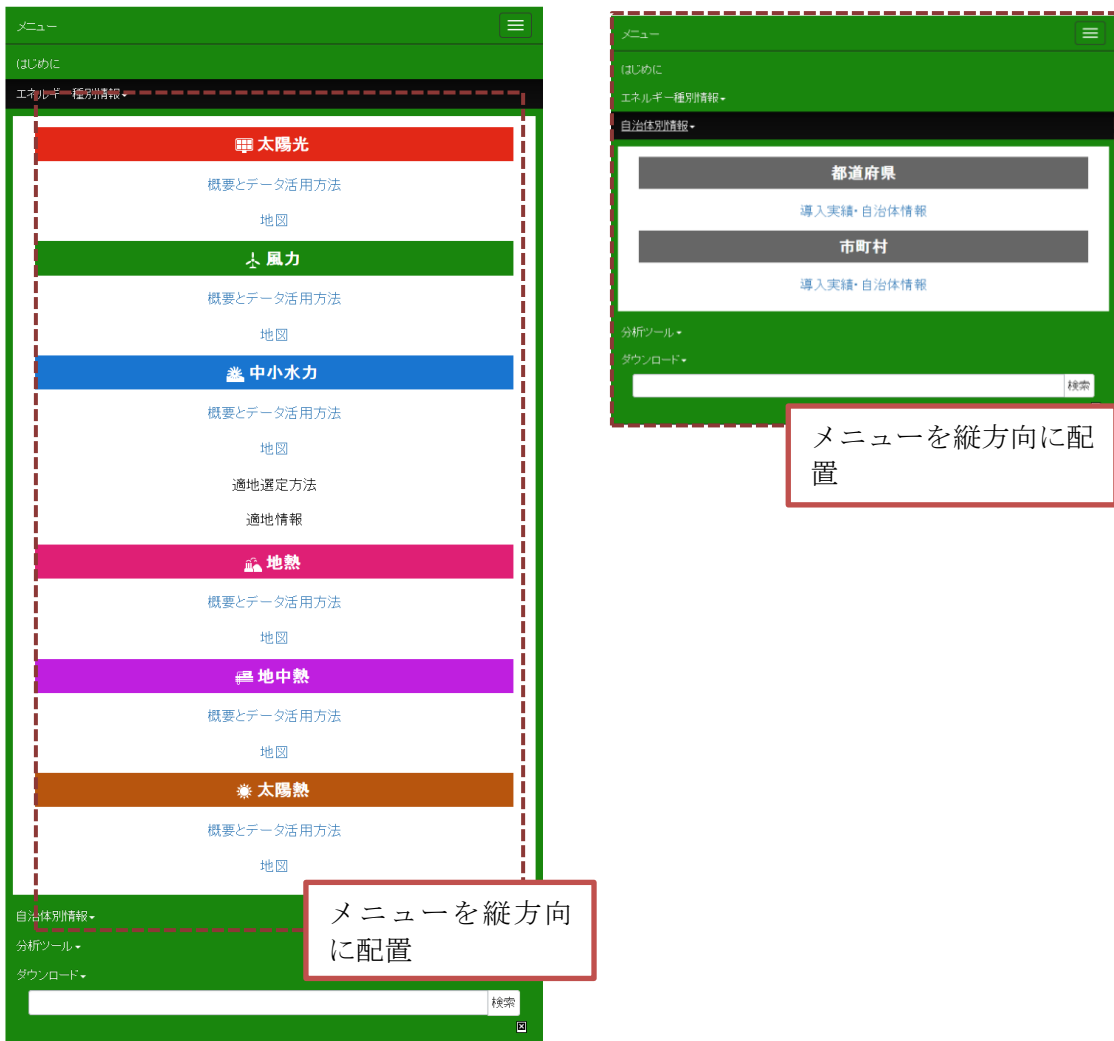 メニュー
はじめに
エネルギー種別情報
太陽光
概要とデータ活用方法
地図
風力
概要とデータ活用方法
地図
中小水力
概要とデータ活用方法
地図
適地選定方法
適地情報
地熱
概要とデータ活用方法
地図
地中熱
概要とデータ活用方法
地図
太陽熱
概要とデータ活用方法
地図
自治体別情報
分析ツール
ダウンロード
検索
メニューを縦方向
に配置
メニュー
はじめに
エネルギー種別情報
自治体別情報
都道府県
導入実績・自治体情報
市町村
導入実績・自治体情報
分析ツール
ダウンロード
検索
メニューを縦方向に配
置